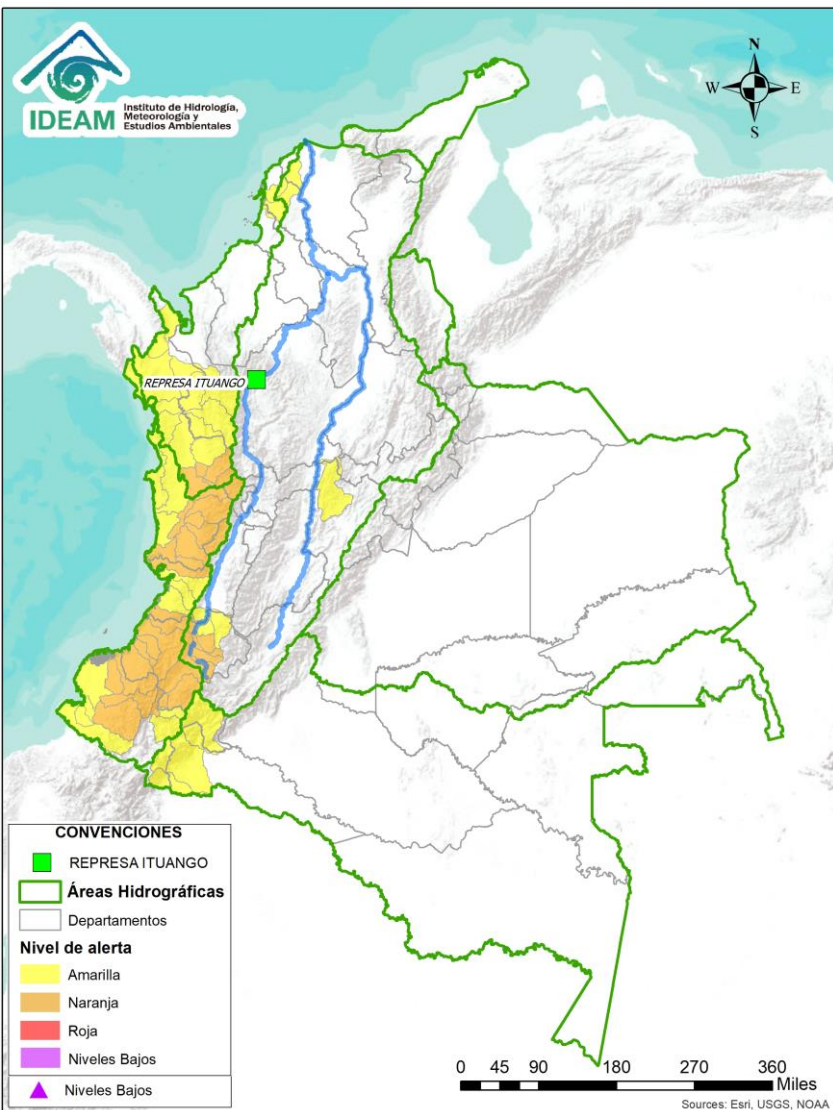 IDEAM
Instituto de Hidrología,
Meteorología y
Estudios Ambientales
N
W
E
S
REPRESA ITUANGO
CONVENCIONES
REPRESA ITUANGO
Áreas Hidrográficas
Departamentos
Nivel de alerta
Amarilla
Naranja
Roja
Niveles Bajos
Niveles Bajos
0 45 90 180 270 360
Miles
Sources: Esri, USGS, NOAA